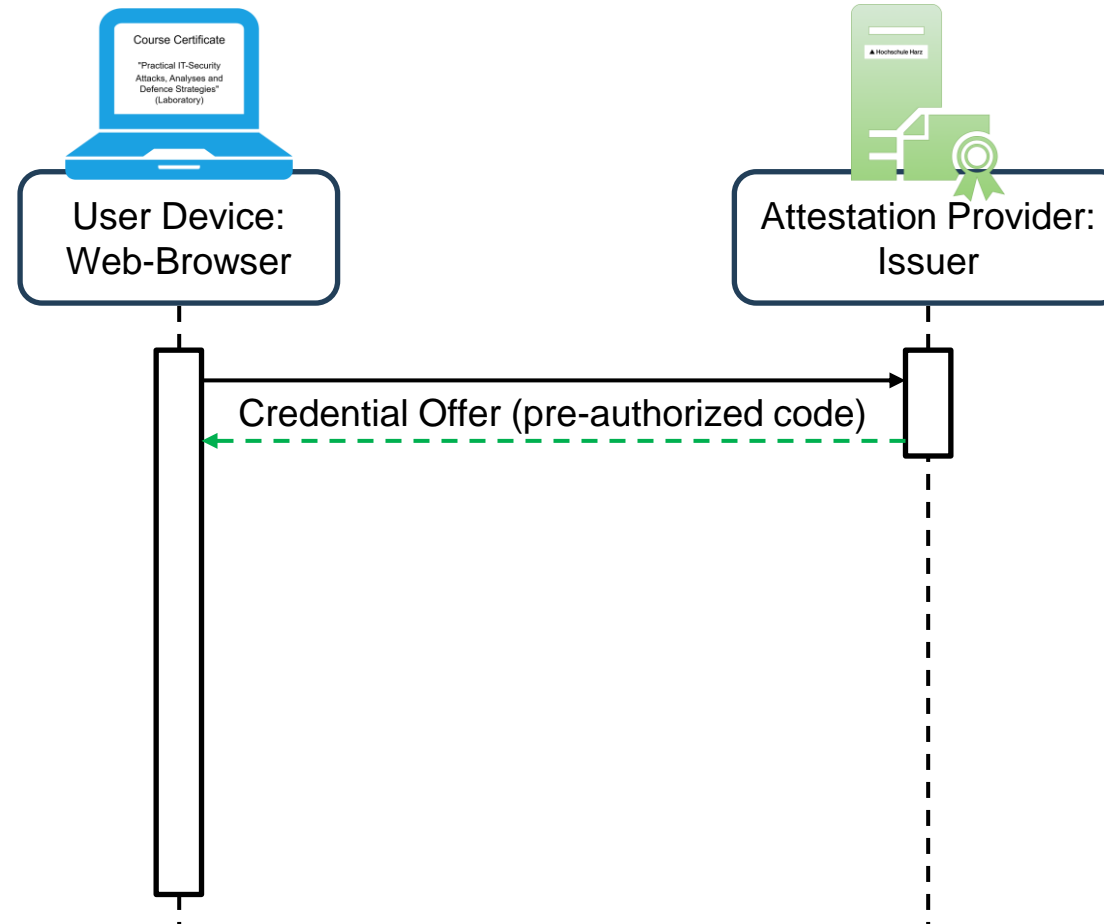 Course Certificate
"Practical IT-Security
Attacks, Analyses and
Defence Strategies"
(Laboratory)
Hochschule Harz
User Device:
Web-Browser
Attestation Provider:
Issuer
Credential Offer (pre-authorized code)